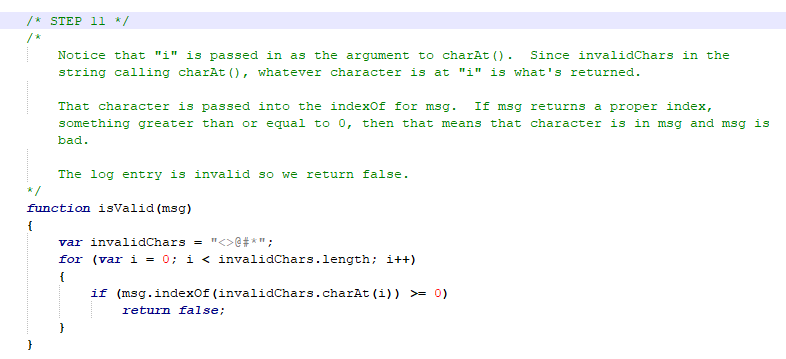 /* STEP 11 */
/*
Notice that "i" is passed in as the argument to charAt().  Since invalidChars in the
string calling charAt(), whatever character is at "i" is what's returned.
That character is passed into the indexOf for msg.  If msg returns a proper index,
something greater than or equal to 0, then that means that character is in msg and msg is
bad.
The log entry is invalid so we return false.
*/
function isValid(msg)
{
var invalidChars = "<>@#*";
for (var i = 0; i < invalidChars.length; i++)
{
if (msg.indexOf(invalidChars.charAt(i)) >= 0)
return false;
}
}